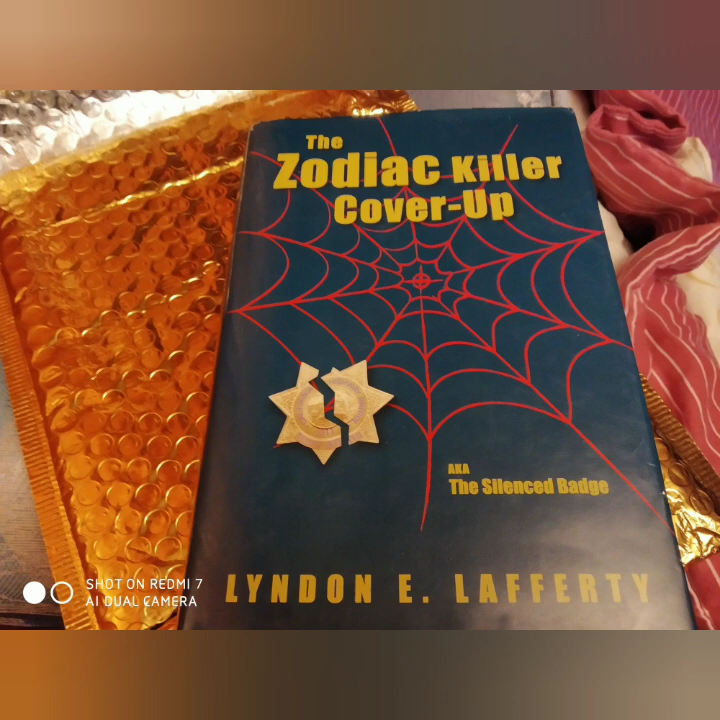 The
Zodiac Killer
Cover-Up
AKA
The Silenced Badge
LYNDON E. LAFFERTY
SHOT ON REDMI 7
AI DUAL CAMERA